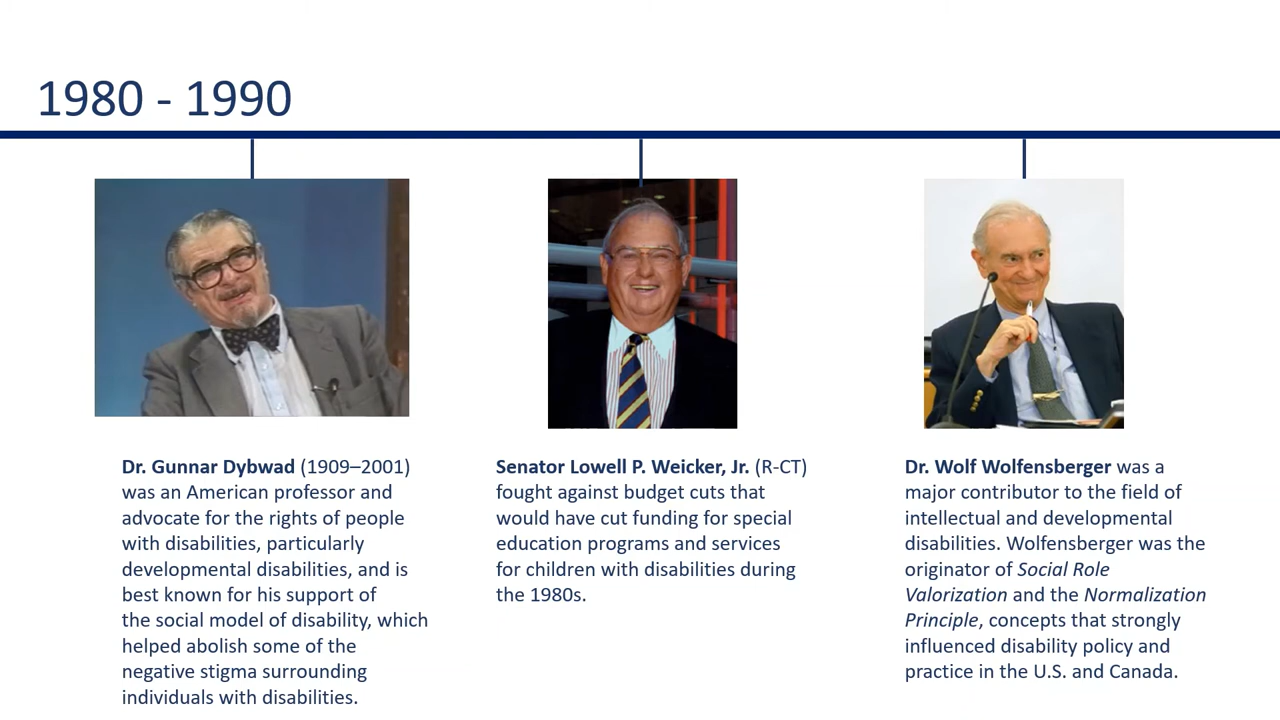 1980 - 1990
Dr. Gunnar Dybwad (1909–2001)
was an American professor and
advocate for the rights of people
with disabilities, particularly
developmental disabilities, and is
best known for his support of
the social model of disability, which
helped abolish some of the
negative stigma surrounding
individuals with disabilities.
Senator Lowell P. Weicker, Jr. (R-CT)
fought against budget cuts that
would have cut funding for special
education programs and services
for children with disabilities during
the 1980s.
Dr. Wolf Wolfensberger was a
major contributor to the field of
intellectual and developmental
disabilities. Wolfensberger was the
originator of Social Role
Valorization and the Normalization
Principle, concepts that strongly
influenced disability policy and
practice in the U.S. and Canada.